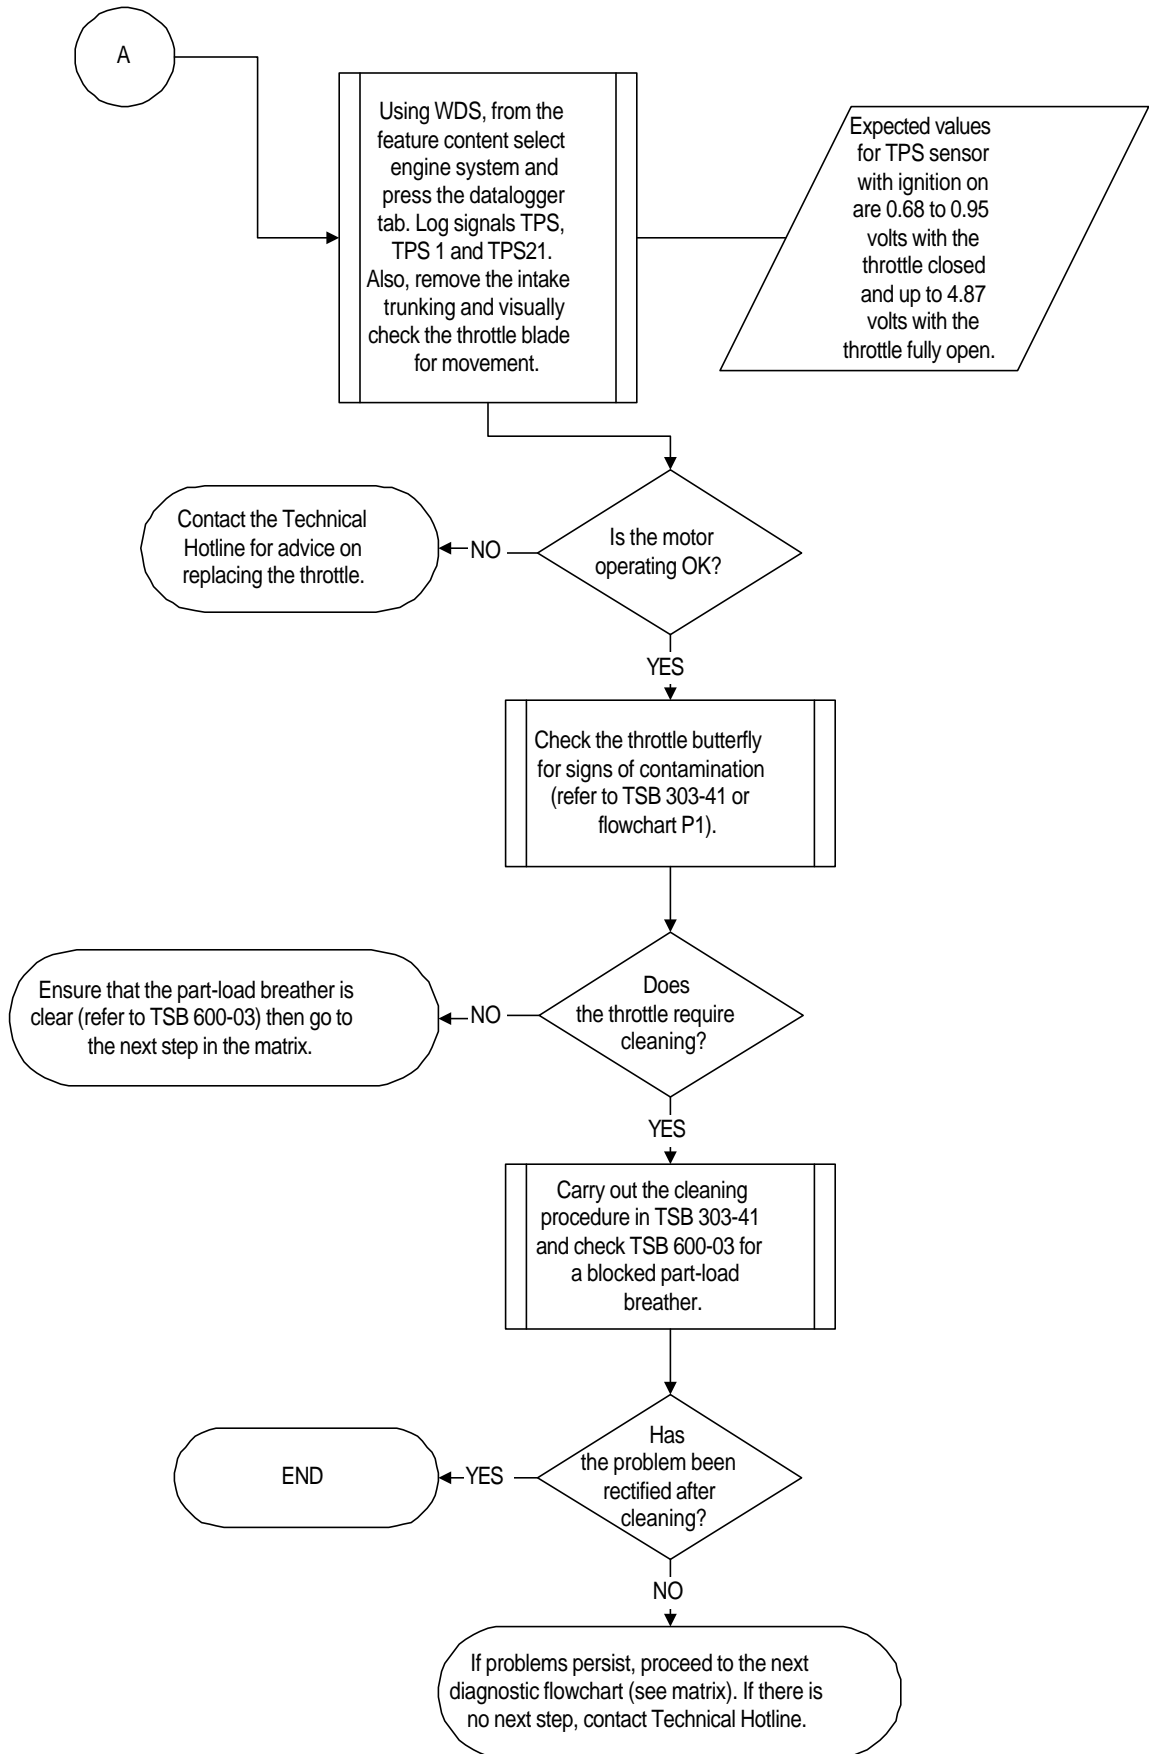 A
Using WDS, from the
feature content select
engine system and
press the datalogger
tab. Log signals TPS,
TPS 1 and TPS21.
Also, remove the intake
trunking and visually
check the throttle blade
for movement.
Expected values
for TPS sensor
with ignition on
are 0.68 to 0.95
volts with the
throttle closed
and up to 4.87
volts with the
throttle fully open.
Is the motor
operating OK?
NO
Contact the Technical
Hotline for advice on
replacing the throttle.
YES
Check the throttle butterfly
for signs of contamination
(refer to TSB 303-41 or
flowchart P1).
Does
the throttle require
cleaning?
NO
Ensure that the part-load breather is
clear (refer to TSB 600-03) then go to
the next step in the matrix.
YES
Carry out the cleaning
procedure in TSB 303-41
and check TSB 600-03 for
a blocked part-load
breather.
Has
the problem been
rectified after
cleaning?
YES
END
NO
If problems persist, proceed to the next
diagnostic flowchart (see matrix). If there is
no next step, contact Technical Hotline.